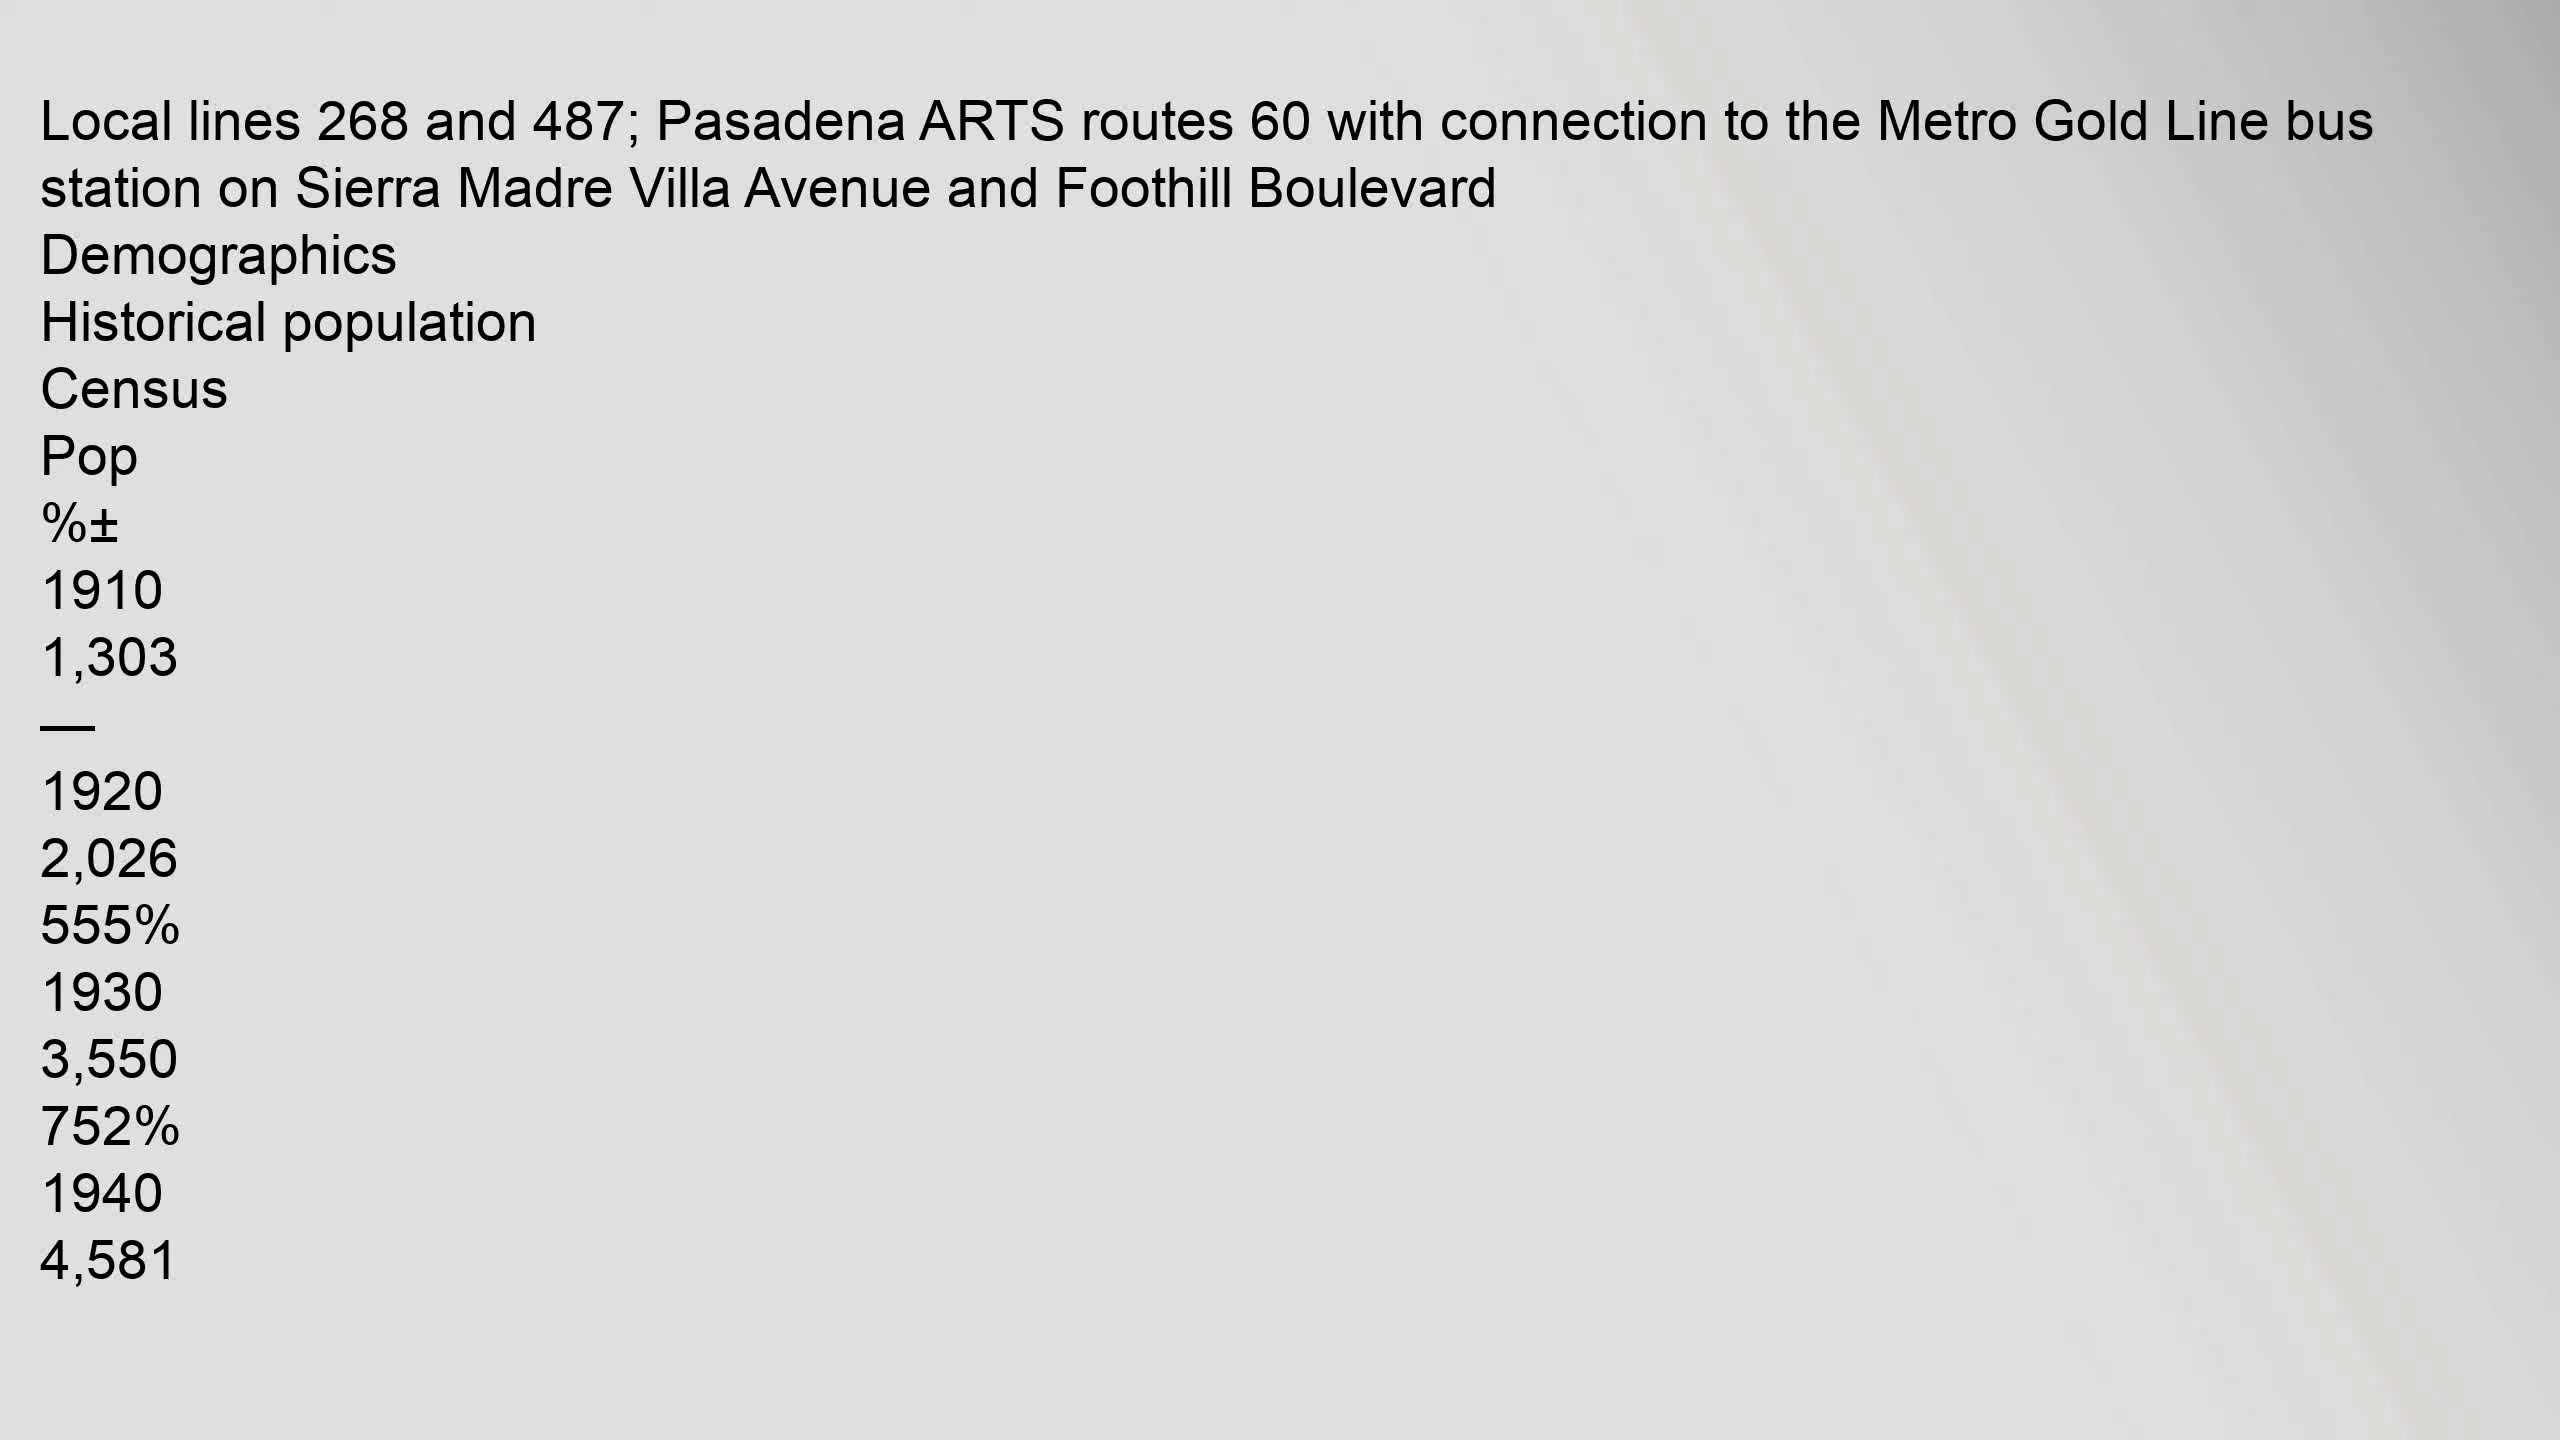 Local lines 268 and 487; Pasadena ARTS routes 60 with connection to the Metro Gold Line bus
station on Sierra Madre Villa Avenue and Foothill Boulevard
Demographics
Historical population
Census
Pop
%±
1910
1,303
—
1920
2,026
555%
1930
3,550
752%
1940
4,581